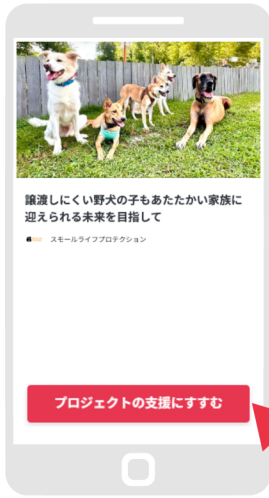 譲渡しにくい野犬の子もあたたかい家族に
迎えられる未来を目指して
スモールライフプロテクション
プロジェクトの支援にすすむ